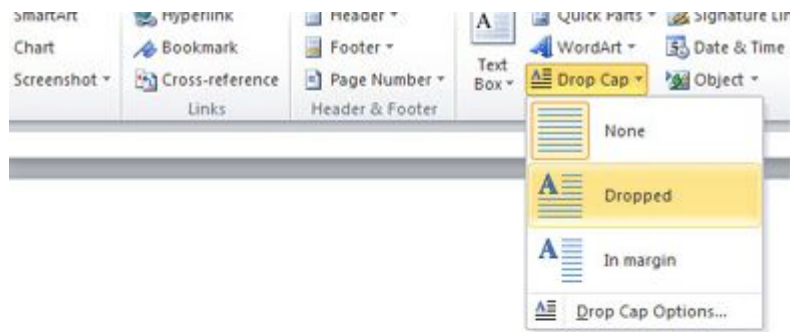 SmartArt Hyperlink Header A Quick Parts Signature Lin
Chart Bookmark Footer WordArt Date & Time
Screenshot Cross-reference Page Number Text Box Drop Cap Object
Links Header & Footer
None
Dropped
In margin
Drop Cap Options...